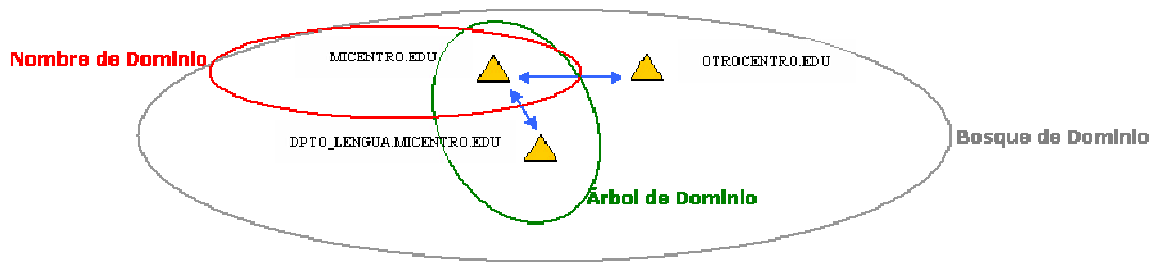 Nombre de Dominio
MICENTRO.EDU
OTROCENTRO.EDU
DPTO_LENGUA.MICENTRO.EDU
Bosque de Dominio
Árbol de Dominio